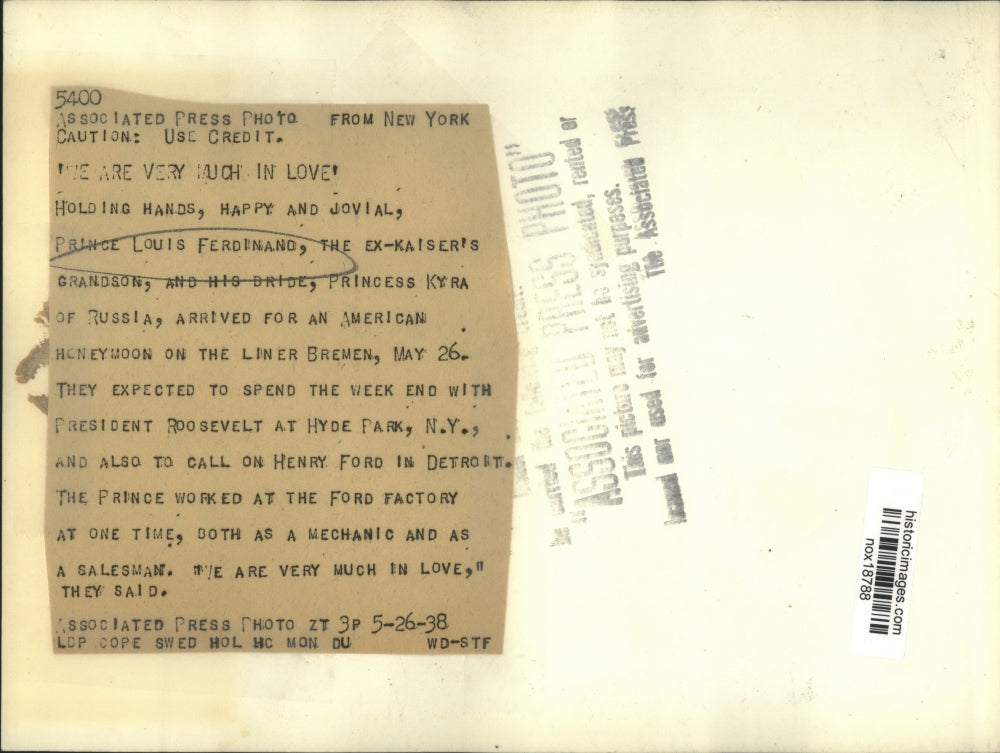 5400
ASSOCIATED PRESS PHOTO FROM NEW YORK
CAUTION: USE CREDIT.
'WE ARE VERY MUCH IN LOVE'
HOLDING HANDS, HAPPY AND JOVIAL,
PRINCE LOUIS FERDINAND, THE EX-KAISER'S
GRANDSON, AND HIS BRIDE, PRINCESS KYRA
OF RUSSIA, ARRIVED FOR AN AMERICAN
HONEYMOON ON THE LINER BREMEN, MAY 26.
THEY EXPECTED TO SPEND THE WEEK END WITH
PRESIDENT ROOSEVELT AT HYDE PARK, N.Y.,
AND ALSO TO CALL ON HENRY FORD IN DETROIT.
THE PRINCE WORKED AT THE FORD FACTORY
AT ONE TIME, BOTH AS A MECHANIC AND AS
A SALESMAN. "WE ARE VERY MUCH IN LOVE,"
THEY SAID.
ASSOCIATED PRESS PHOTO ZT 3P 5-26-38
LCP COPE SWED HOL HC MON DU WD-STF
"ASSOCIATED PRESS PHOTO"
This picture may not be syndicated, rented or
loaned nor used for advertising purposes.
The Associated Press
historicimages.com
nox18788